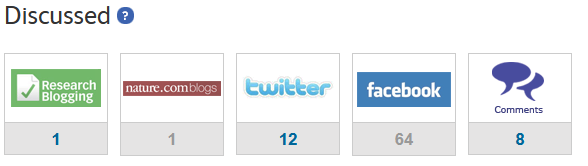 Discussed ?
Research
Blogging
nature.comblogs
twitter
facebook
Comments
1
1
12
64
8